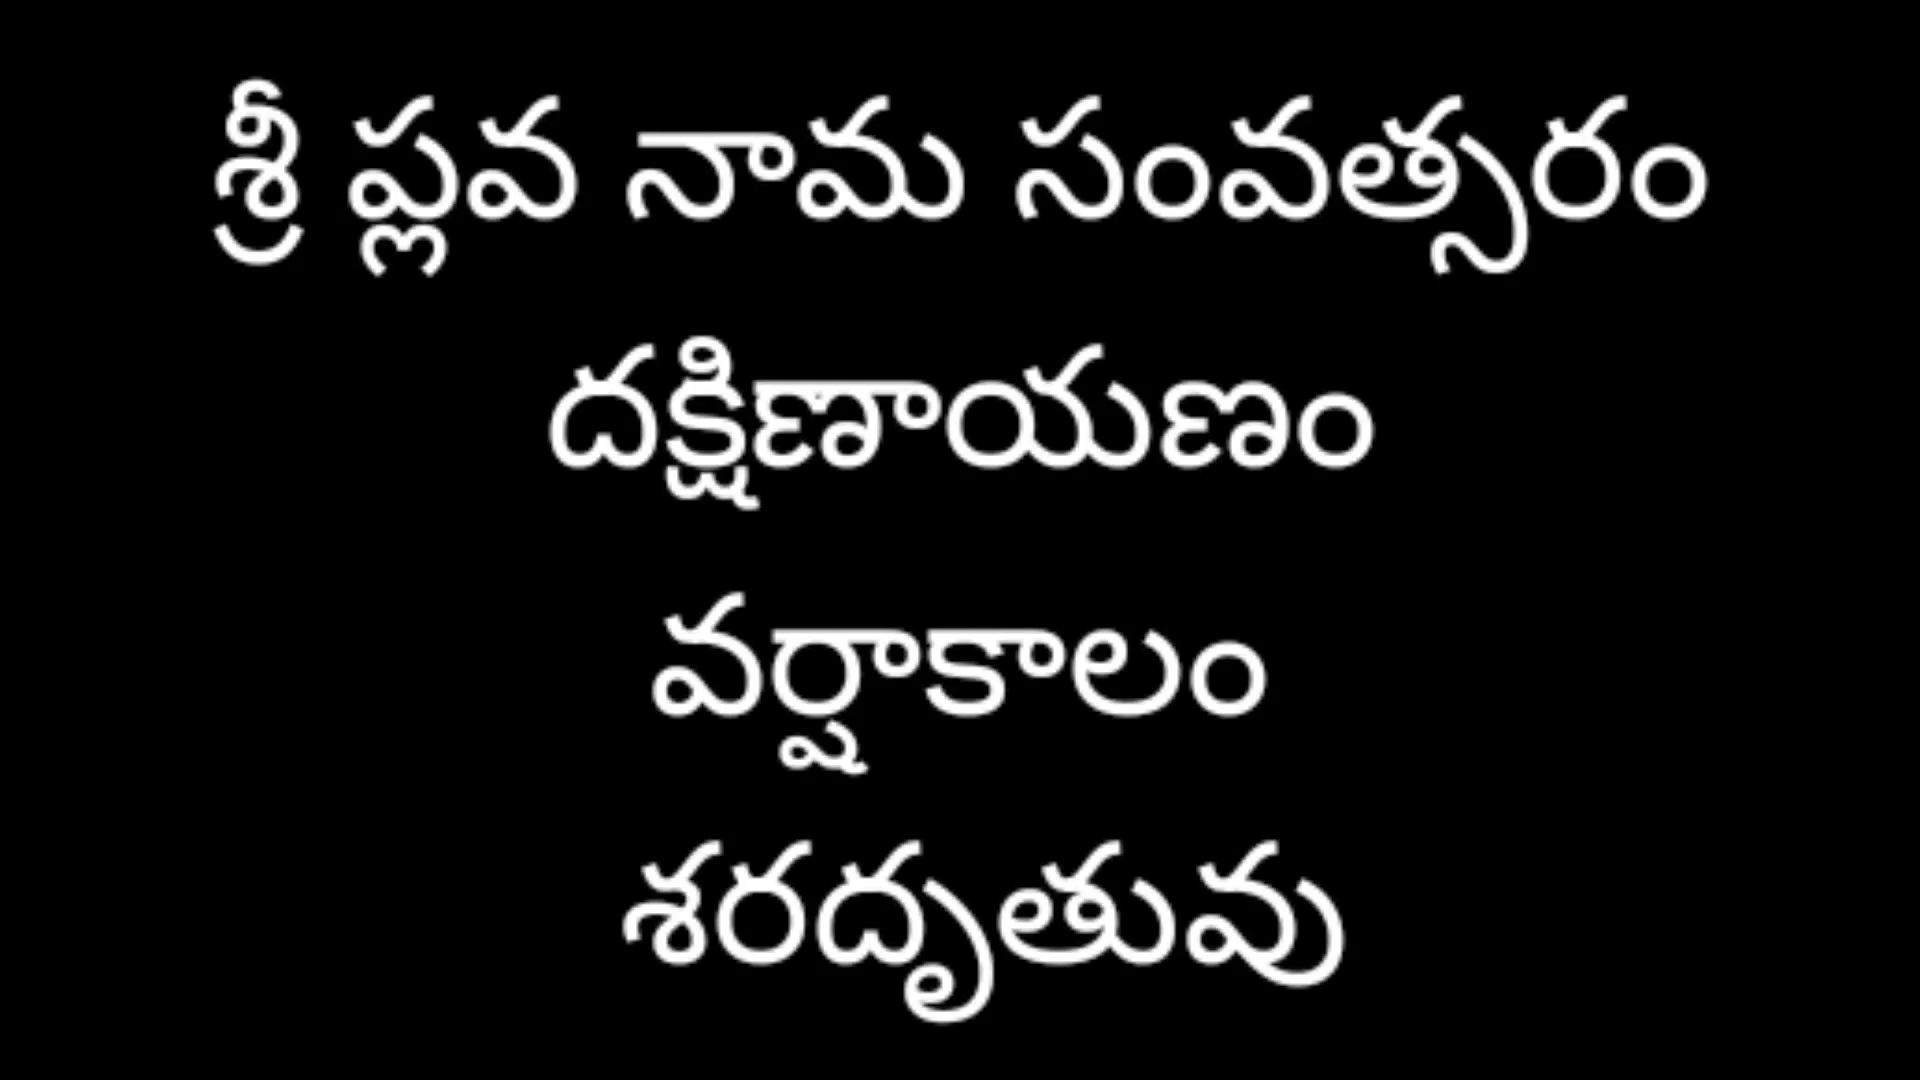 శ్రీ ప్లవ నామ సంవత్సరం
దక్షిణాయణం
వర్షాకాలం
శరదృతువు